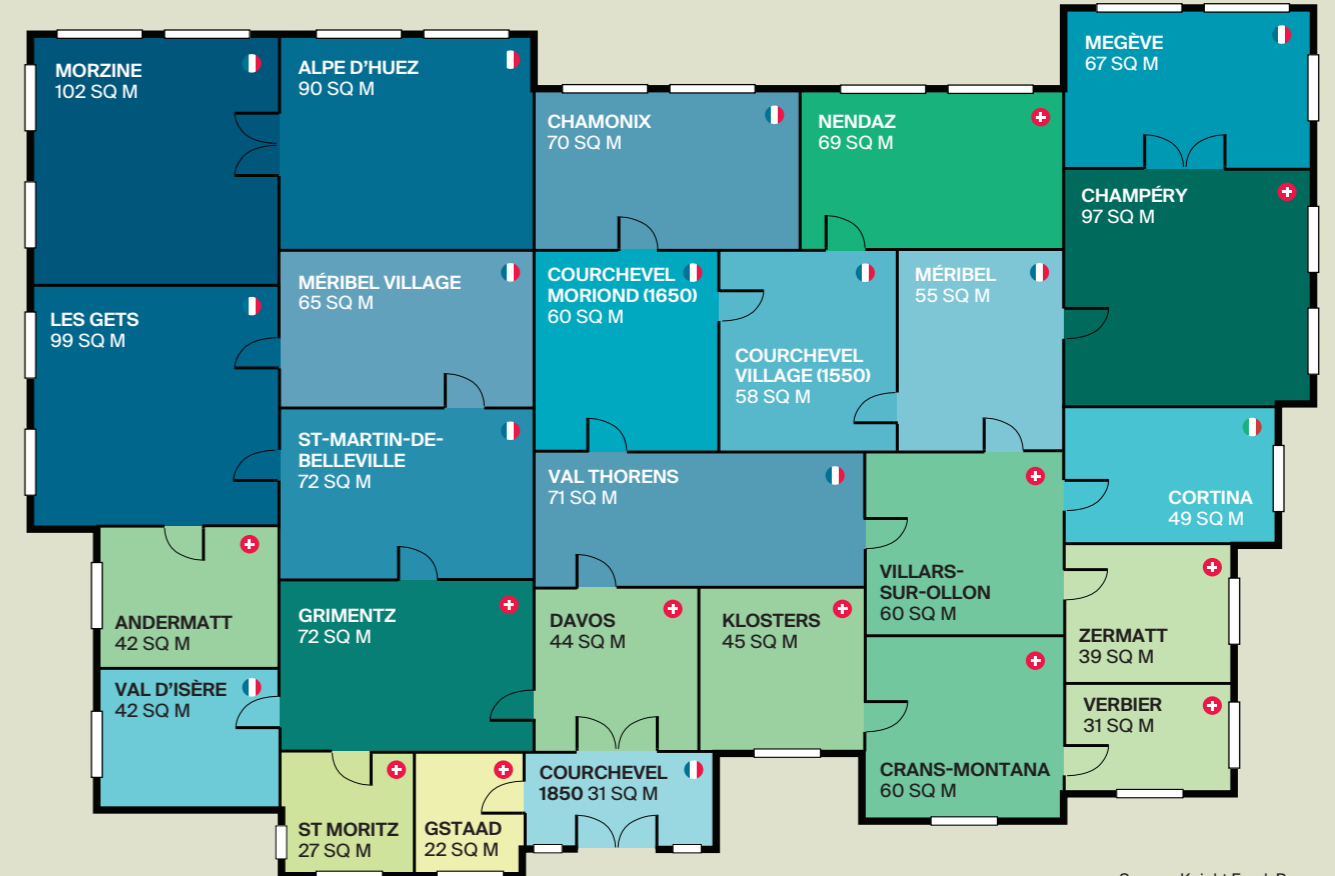 MORZINE
102 SQ M
ALPE D’HUEZ
90 SQ M
CHAMONIX
70 SQ M
NENDAZ
69 SQ M
MEGÈVE
67 SQ M
CHAMPÉRY
97 SQ M
LES GETS
99 SQ M
MÉRIBEL VILLAGE
65 SQ M
COURCHEVEL
MORIOND (1650)
60 SQ M
COURCHEVEL
VILLAGE (1550)
58 SQ M
MÉRIBEL
55 SQ M
ST-MARTIN-DE-
BELLEVILLE
72 SQ M
VAL THORENS
71 SQ M
VILLARS-
SUR-OLLON
60 SQ M
CORTINA
49 SQ M
ANDERMATT
42 SQ M
GRIMENTZ
72 SQ M
DAVOS
44 SQ M
KLOSTERS
45 SQ M
ZERMATT
39 SQ M
VAL D’ISÈRE
42 SQ M
CRANS-MONTANA
60 SQ M
VERBIER
31 SQ M
ST MORITZ
27 SQ M
GSTAAD
22 SQ M
COURCHEVEL
1850 31 SQ M